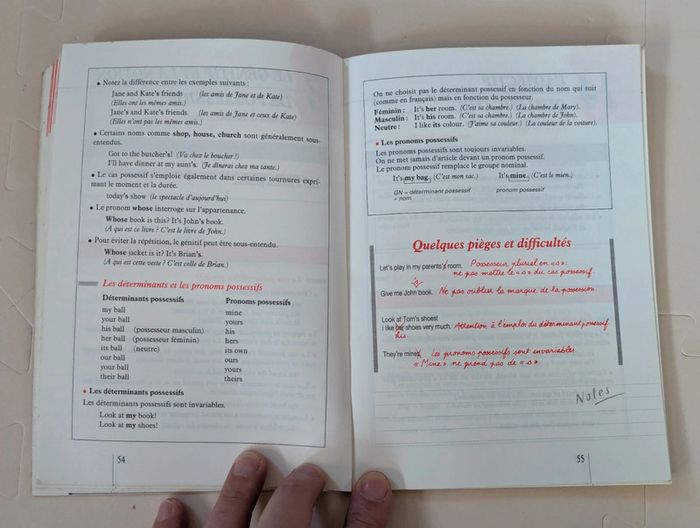 • Notez la différence entre les exemples suivants :
Jane and Kate's friends (les amis de Jane et de Kate)
(Elles ont les mêmes amis.)
Jane's and Kate's friends (les amis de Jane et ceux de Kate)
(Elles n'ont pas les mêmes amis.)
• Certains noms comme shop, house, church sont généralement sous-
entendus.
Got to the butcher's! (Va chez le boucher!)
I'll have dinner at my aunt's. (Je dînerai chez ma tante.)
• Le cas possessif s'emploie également dans certaines tournures expri-
mant le moment et la durée.
today's show (le spectacle d'aujourd'hui)
• Le pronom whose interroge sur l'appartenance.
Whose book is this? It's John's book.
(A qui est ce livre? C'est le livre de John.)
• Pour éviter la répétition, le génitif peut être sous-entendu.
Whose jacket is it? It's Brian's.
(A qui est cette veste? C'est celle de Brian.)
Les déterminants et les pronoms possessifs
Déterminants possessifs Pronoms possessifs
my ball mine
your ball yours
his ball (possesseur masculin) his
her ball (possesseur féminin) hers
its ball (neutre) its own
our ball ours
your ball yours
their ball theirs
• Les déterminants possessifs
Les déterminants possessifs sont invariables.
Look at my book!
Look at my shoes!
54
On ne choisit pas le déterminant possessif en fonction du nom qui suit
(comme en français) mais en fonction du possesseur.
Féminin : It's her room. (C'est sa chambre.) (La chambre de Mary).
Masculin : It's his room. (C'est sa chambre.) (La chambre de John).
Neutre : I like its colour. (J'aime sa couleur.) (La couleur de la voiture).
• Les pronoms possessifs
Les pronoms possessifs sont toujours invariables.
On ne met jamais d'article devant un pronom possessif.
Le pronom possessif remplace le groupe nominal.
It's my bag. (C'est mon sac.) It's mine. (C'est le mien.)
GN = déterminant possessif pronom possessif
+ nom
Quelques pièges et difficultés
Let's play in my parents's room. Possesseur pluriel en «s»
ne pas mettre le «s» du cas possessif.
's
Give me John book. Ne pas oublier la marque de la possession.
Look at Tom's shoes!
I like her shoes very much. Attention à l'emploi du déterminant possessif
his
They're mines. Les pronoms possessifs sont invariables.
«Mine» ne prend pas de «s».
Notes
55